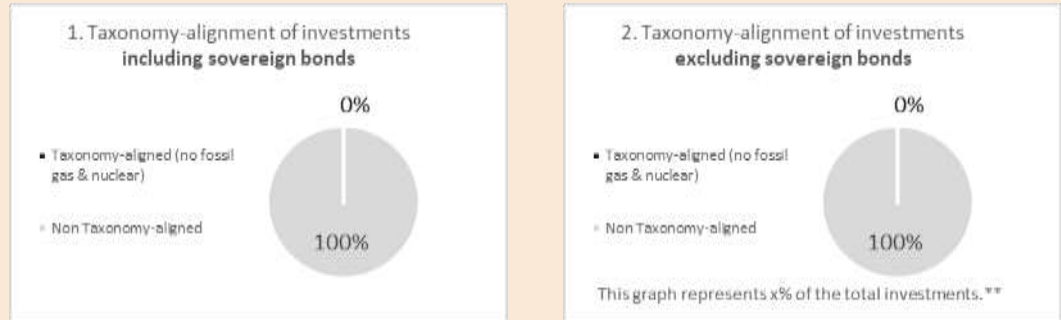 1. Taxonomy-alignment of investments
including sovereign bonds
0%
Taxonomy-aligned (no fossil
gas & nuclear)
Non Taxonomy-aligned
100%
2. Taxonomy-alignment of investments
excluding sovereign bonds
0%
Taxonomy-aligned (no fossil
gas & nuclear)
Non Taxonomy-aligned
100%
This graph represents x% of the total investments.**